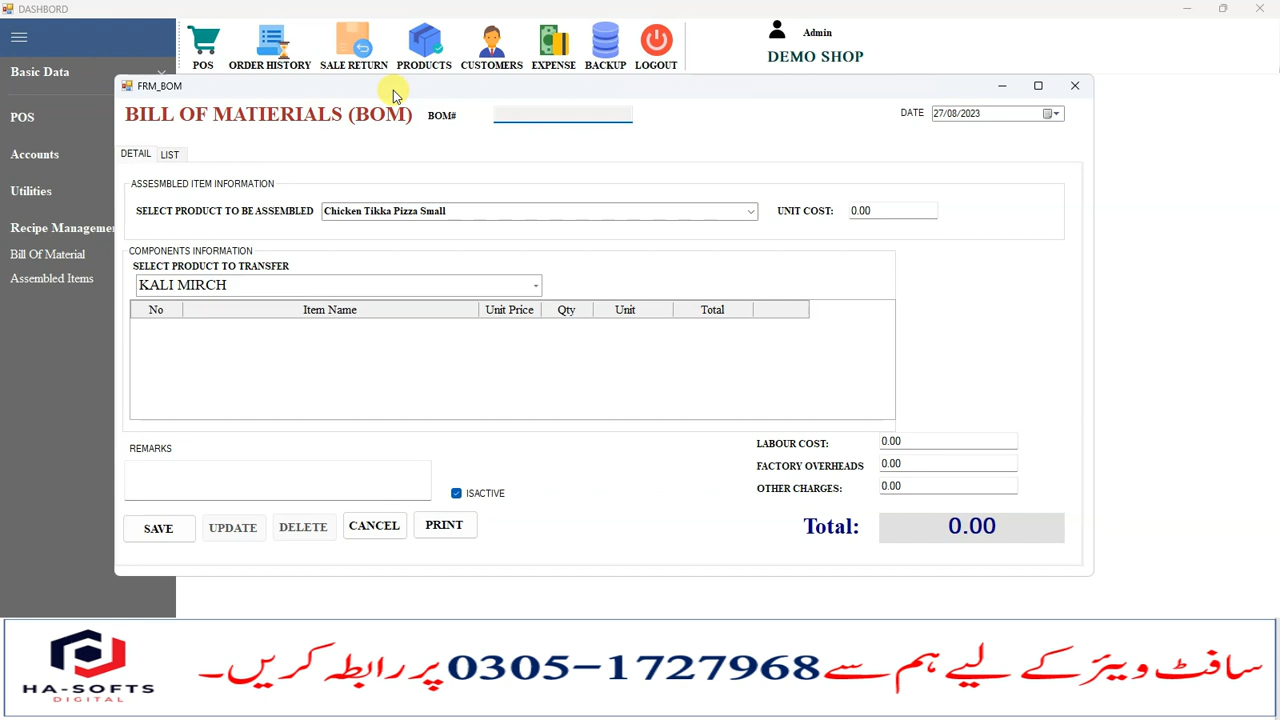 DASHBORD
POS
ORDER HISTORY
SALE RETURN
PRODUCTS
CUSTOMERS
EXPENSE
BACKUP
LOGOUT
Admin
DEMO SHOP
Basic Data
POS
Accounts
Utilities
Recipe Managemen
Bill Of Material
Assembled Items
FRM_BOM
BILL OF MATIERIALS (BOM)
BOM#
DATE 27/08/2023
DETAIL LIST
ASSESMBLED ITEM INFORMATION
SELECT PRODUCT TO BE ASSEMBLED Chicken Tikka Pizza Small UNIT COST: 0.00
COMPONENTS INFORMATION
SELECT PRODUCT TO TRANSFER
KALI MIRCH
No Item Name Unit Price Qty Unit Total
REMARKS
ISACTIVE
LABOUR COST: 0.00
FACTORY OVERHEADS 0.00
OTHER CHARGES: 0.00
SAVE UPDATE DELETE CANCEL PRINT
Total: 0.00
HA-SOFTS
DIGITAL
سافٹ ویئر کے لیے ہم سے 0305-1727968 پر رابطہ کریں۔